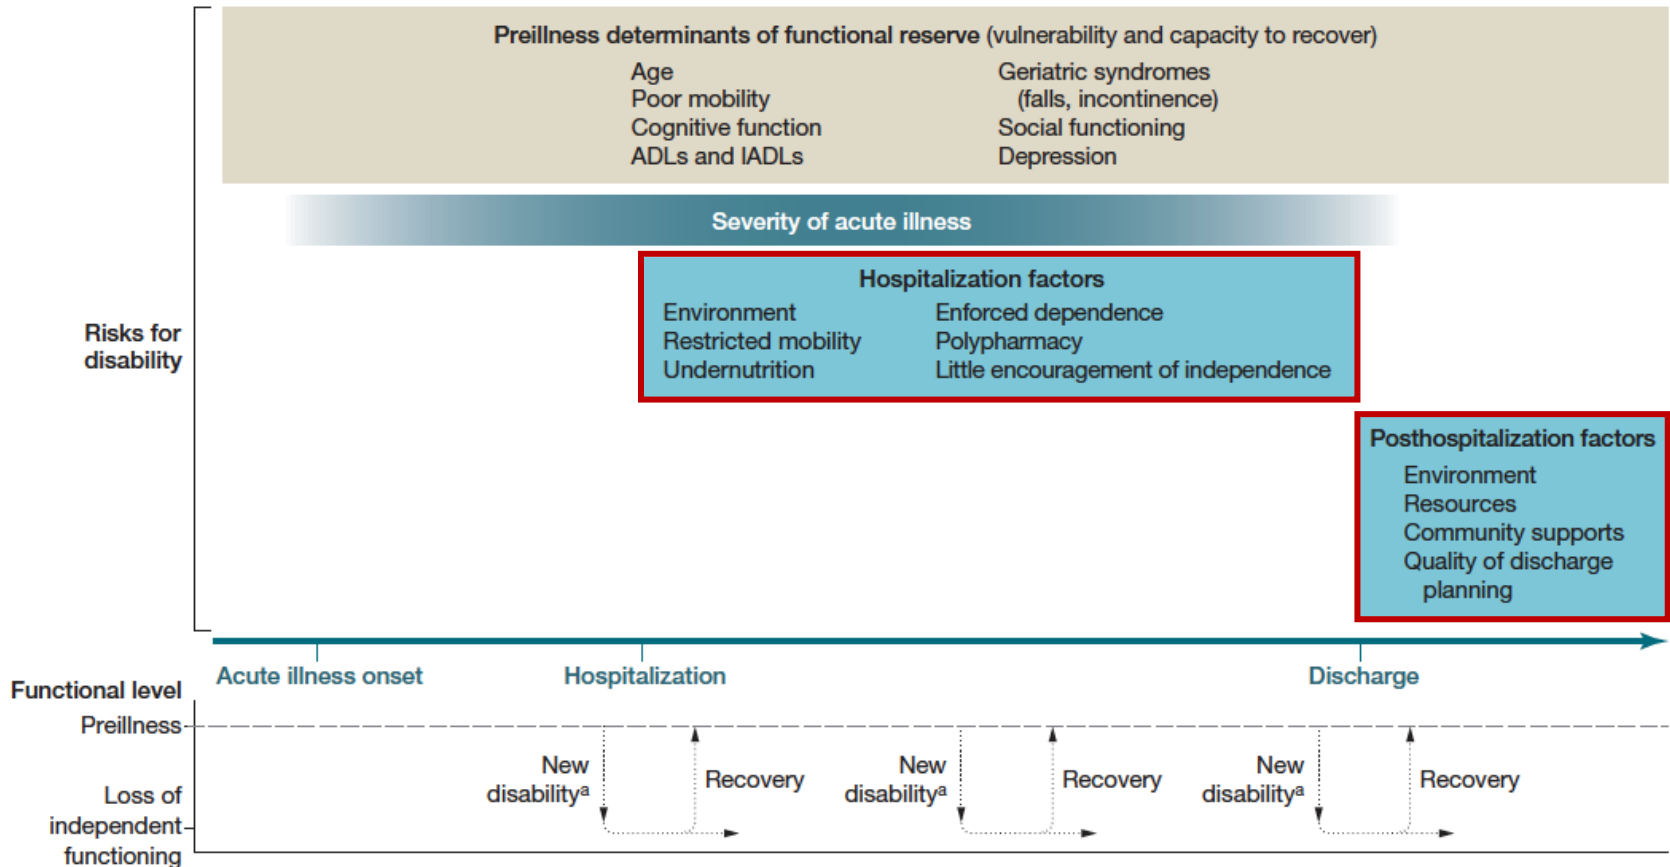 Preillness determinants of functional reserve (vulnerability and capacity to recover)
Age
Poor mobility
Cognitive function
ADLs and IADLs
Geriatric syndromes
(falls, incontinence)
Social functioning
Depression
Severity of acute illness
Risks for
disability
Hospitalization factors
Environment
Restricted mobility
Undernutrition
Enforced dependence
Polypharmacy
Little encouragement of independence
Posthospitalization factors
Environment
Resources
Community supports
Quality of discharge
planning
Acute illness onset
Hospitalization
Discharge
Functional level
Preillness
Loss of
independent
functioning
New
disabilitya
Recovery
New
disabilitya
Recovery
New
disabilitya
Recovery